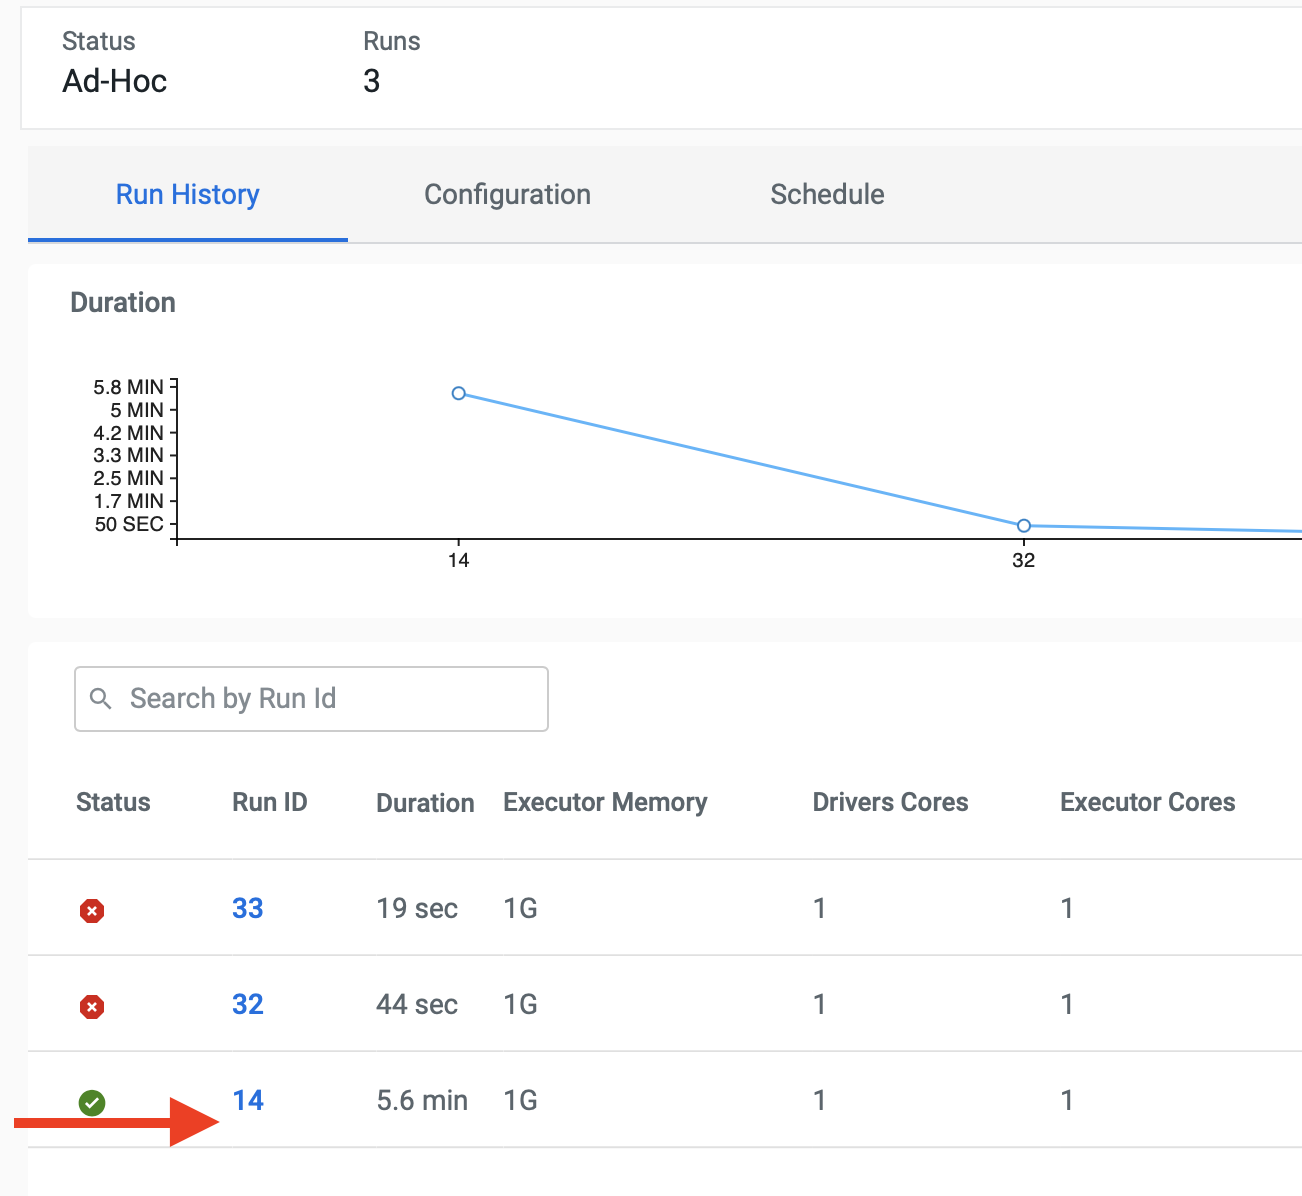 Status Runs
Ad-Hoc 3
Run History Configuration Schedule
Duration
5.8 MIN
5 MIN
4.2 MIN
3.3 MIN
2.5 MIN
1.7 MIN
50 SEC
14 32
Search by Run Id
Status Run ID Duration Executor Memory Drivers Cores Executor Cores
33 19 sec 1G 1 1
32 44 sec 1G 1 1
14 5.6 min 1G 1 1